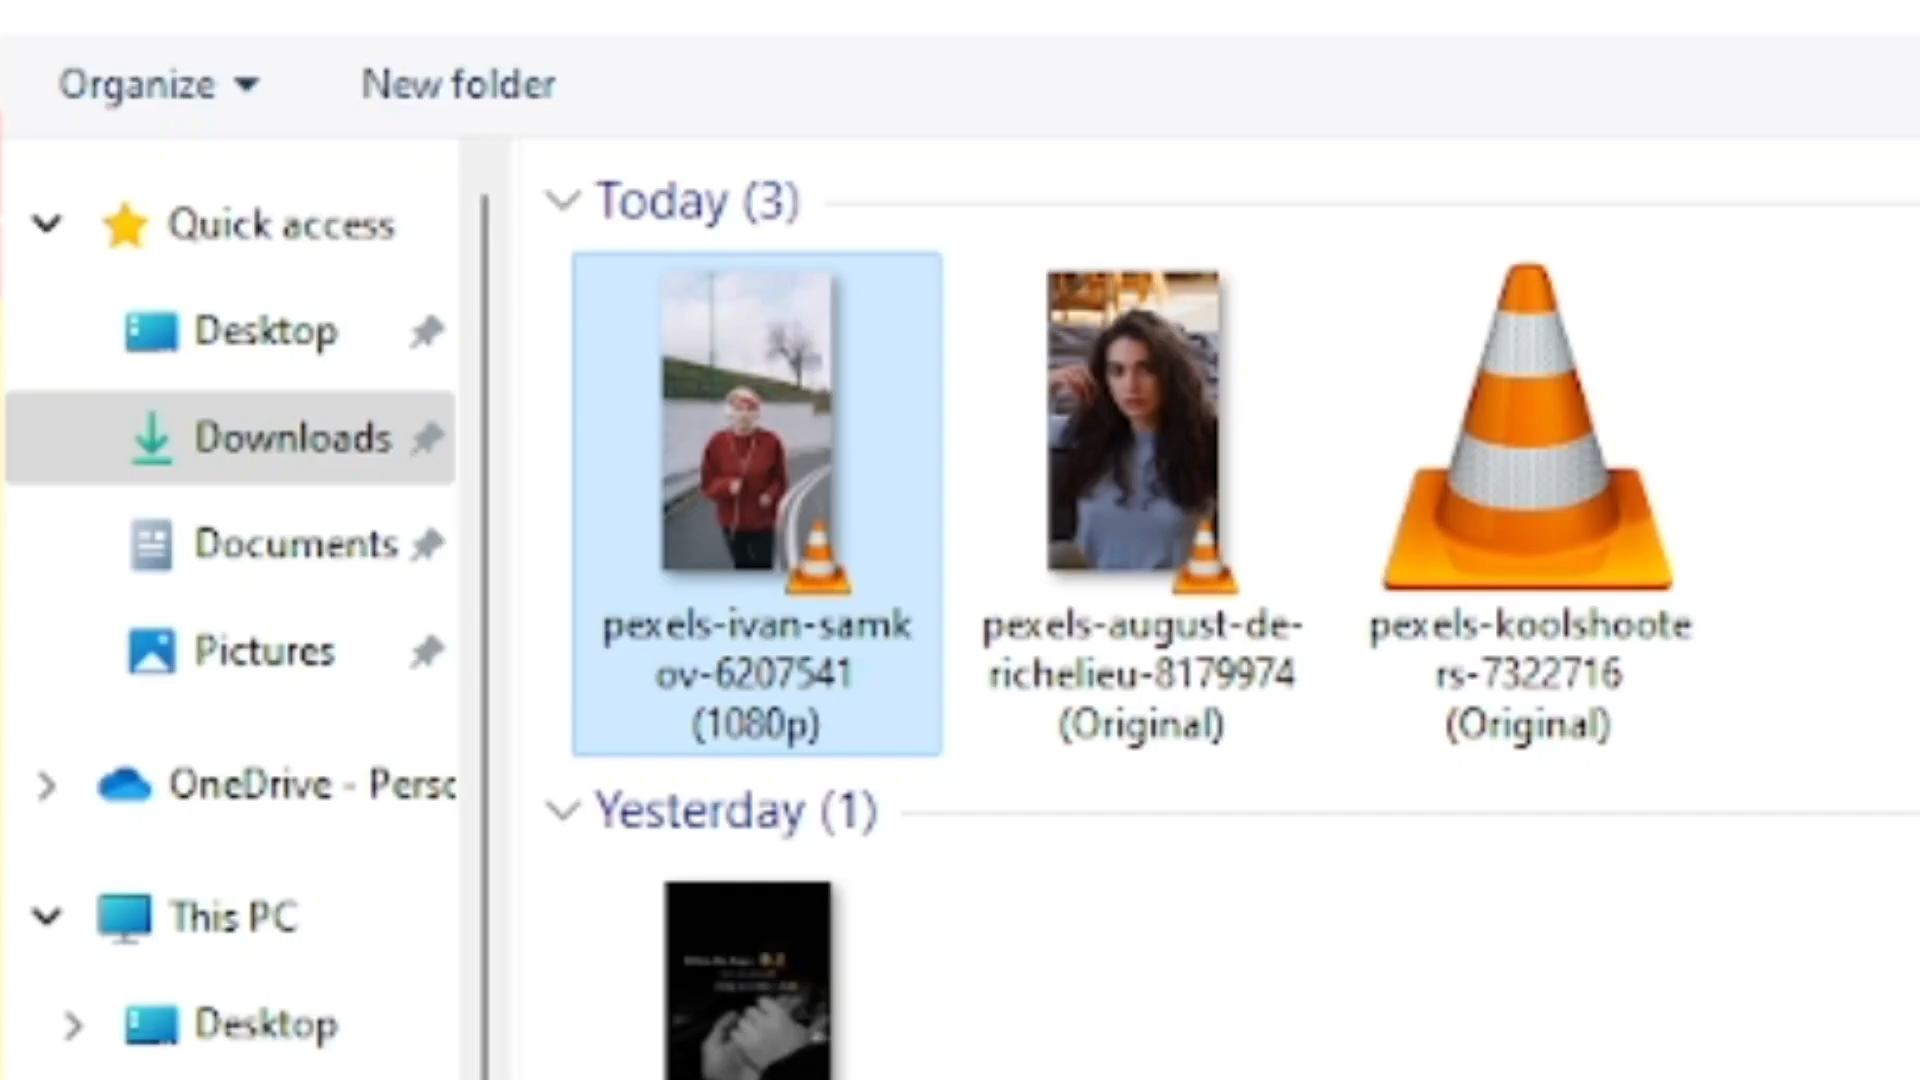 Organize
New folder
Quick access
Desktop
Downloads
Documents
Pictures
OneDrive - Perso
This PC
Desktop
Today (3)
pexels-ivan-samk
ov-6207541
(1080p)
pexels-august-de-
richelieu-8179974
(Original)
pexels-koolshoote
rs-7322716
(Original)
Yesterday (1)